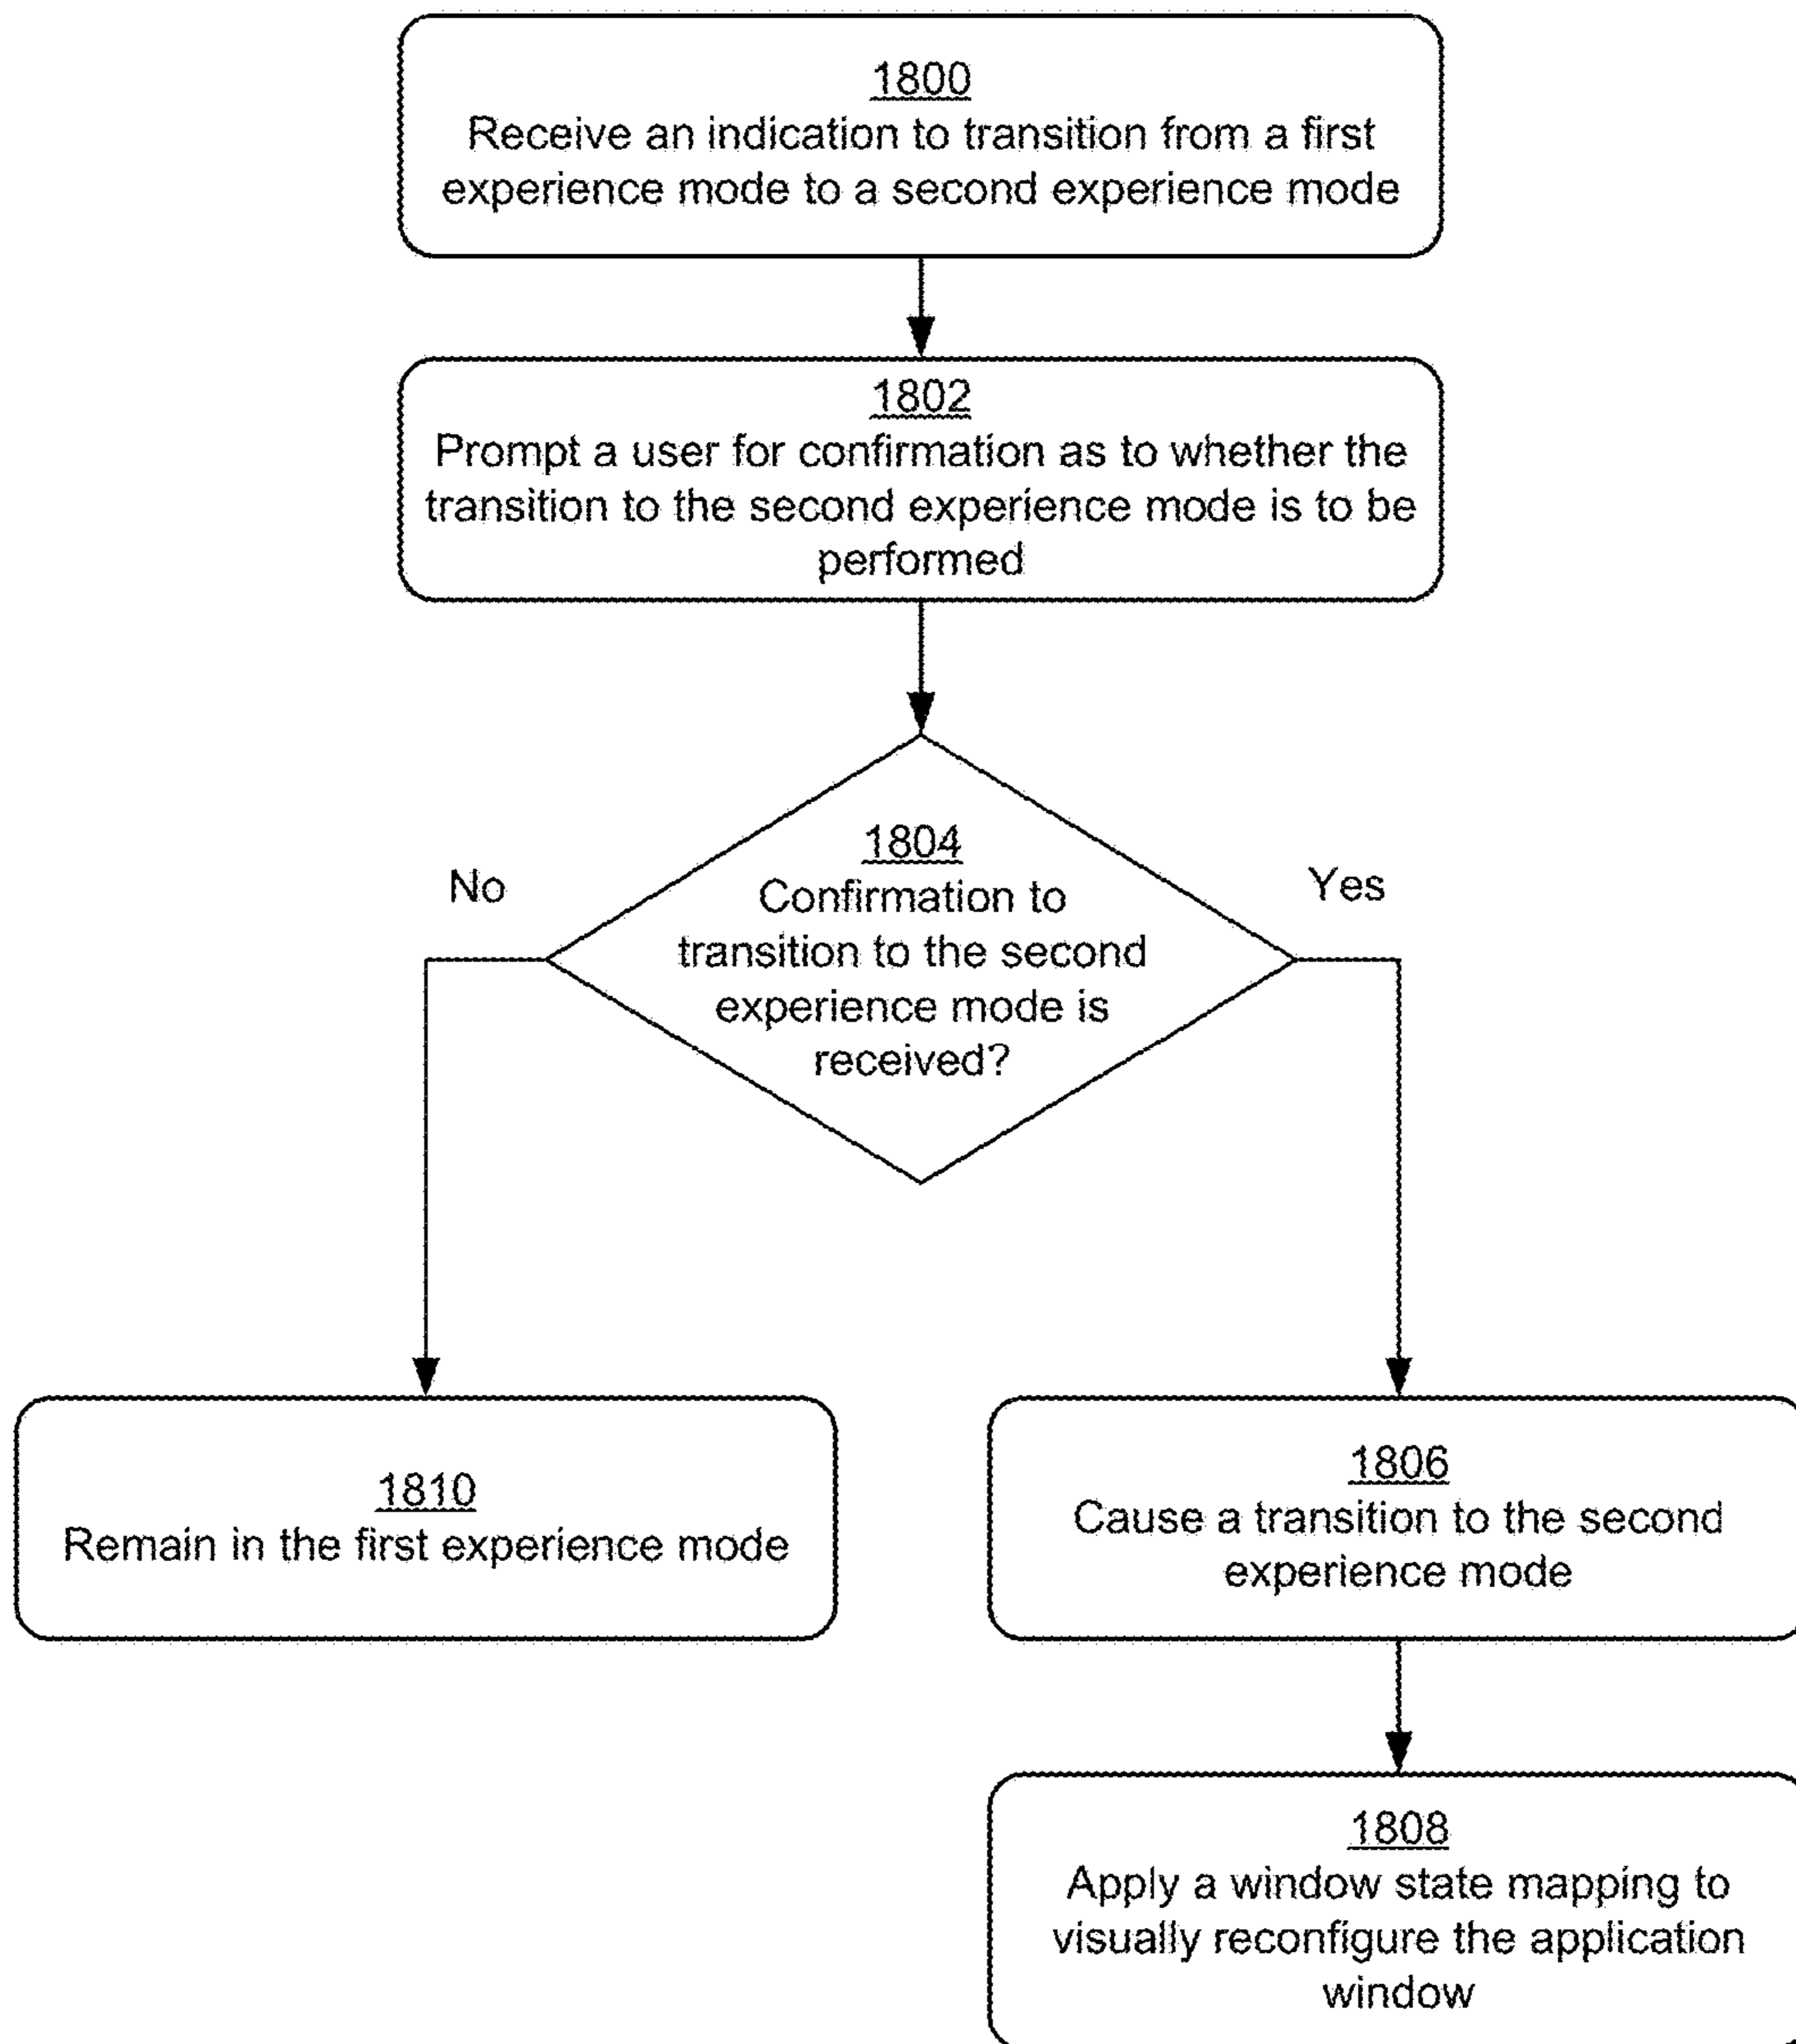 1800
Receive an indication to transition from a first
experience mode to a second experience mode
1802
Prompt a user for confirmation as to whether the
transition to the second experience mode is to be
performed
1804
Confirmation to
transition to the second
experience mode is
received?
No
Yes
1810
Remain in the first experience mode
1806
Cause a transition to the second
experience mode
1808
Apply a window state mapping to
visually reconfigure the application
window